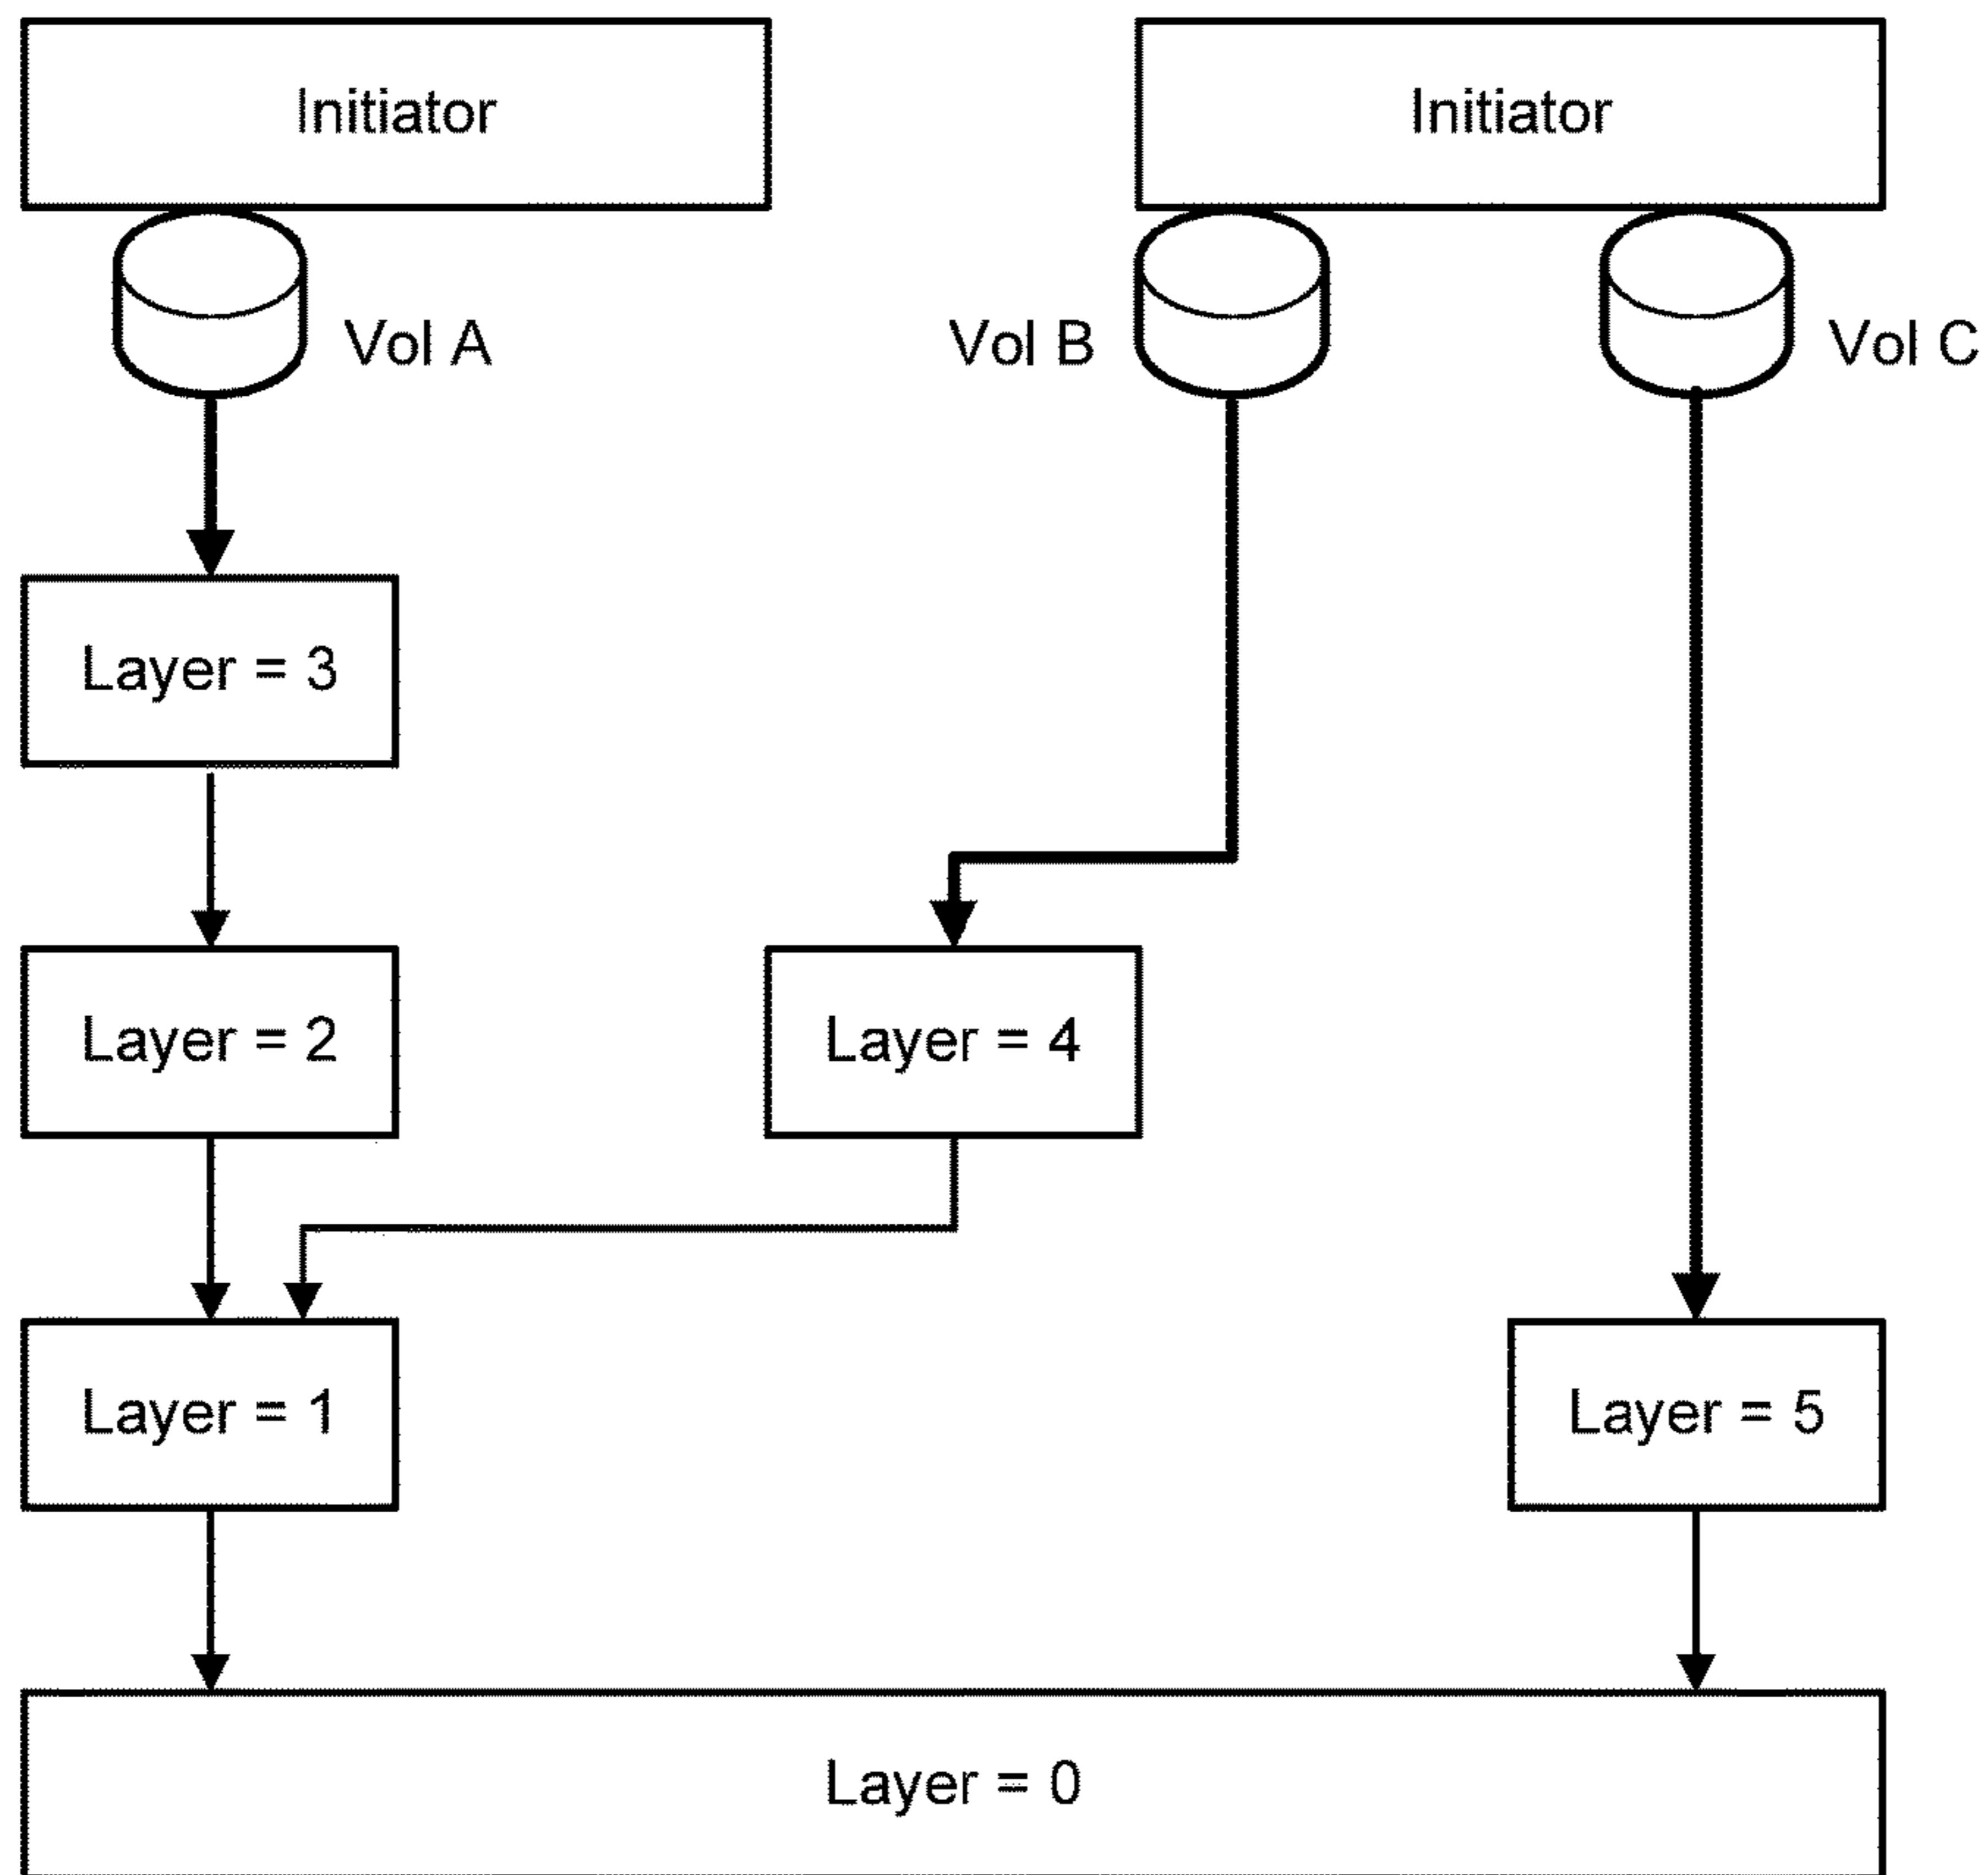 Initiator
Initiator
Vol A
Vol B
Vol C
Layer = 3
Layer = 2
Layer = 4
Layer = 1
Layer = 5
Layer = 0